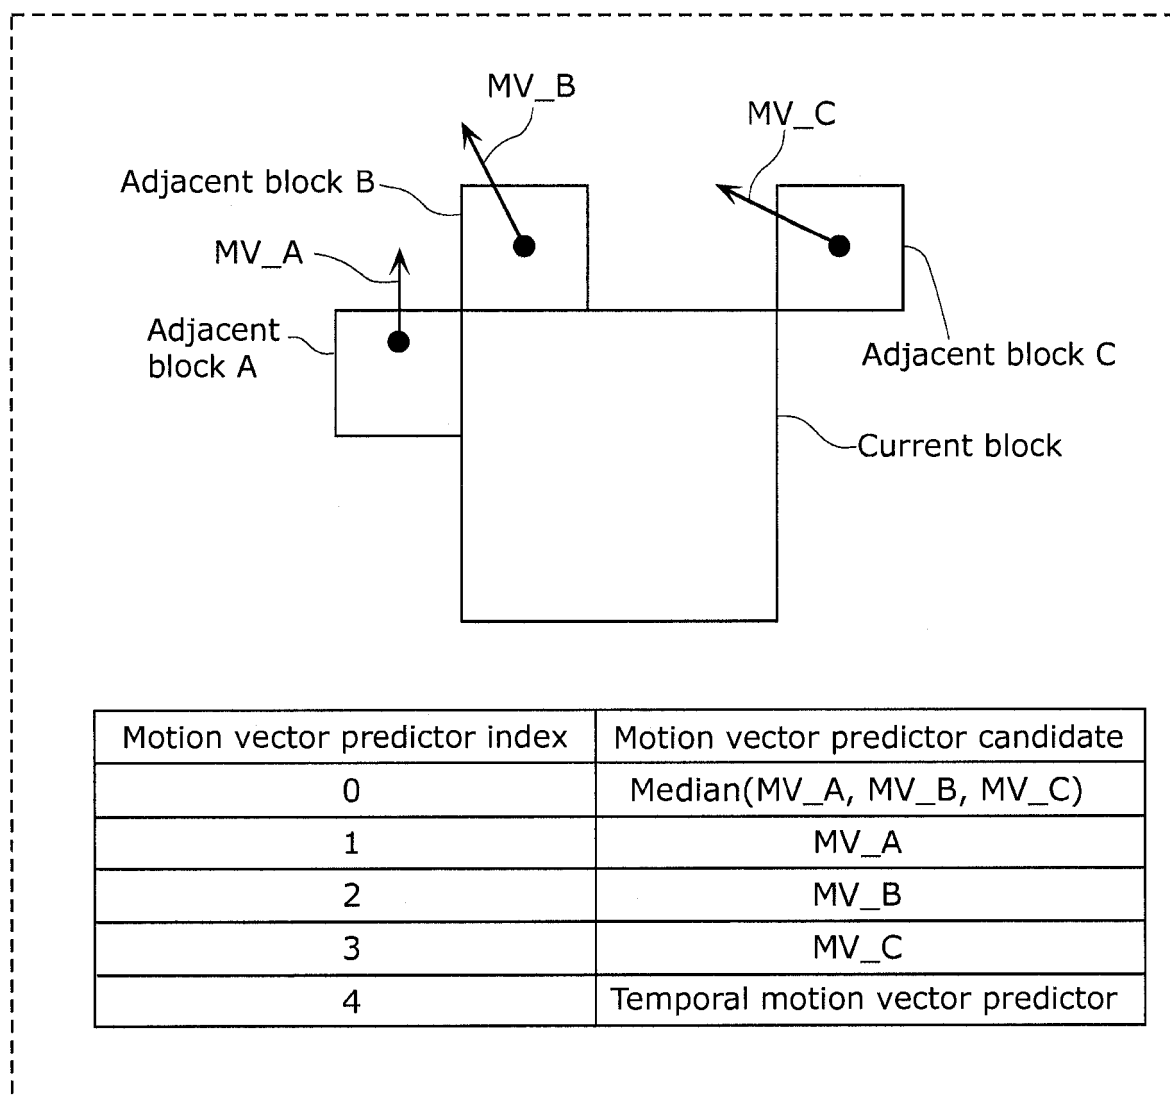 MV_B
MV_C
Adjacent block B
MV_A
Adjacent
block A
Adjacent block C
Current block
Motion vector predictor index Motion vector predictor candidate
0 Median(MV_A, MV_B, MV_C)
1 MV_A
2 MV_B
3 MV_C
4 Temporal motion vector predictor